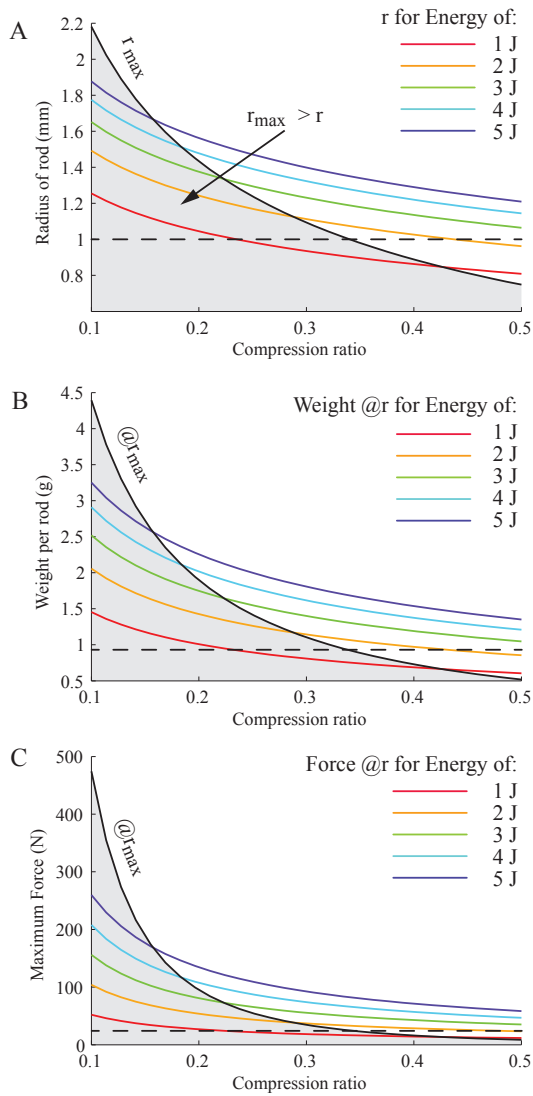 A
r for Energy of:
1 J
2 J
3 J
4 J
5 J
r max
rmax > r
Radius of rod (mm)
2.2
2
1.8
1.6
1.4
1.2
1
0.8
0.1 0.2 0.3 0.4 0.5
Compression ratio
B
Weight @r for Energy of:
1 J
2 J
3 J
4 J
5 J
@rmax
Weight per rod (g)
4.5
4
3.5
3
2.5
2
1.5
1
0.5
0.1 0.2 0.3 0.4 0.5
Compression ratio
C
Force @r for Energy of:
1 J
2 J
3 J
4 J
5 J
@rmax
Maximum Force (N)
500
400
300
200
100
0
0.1 0.2 0.3 0.4 0.5
Compression ratio